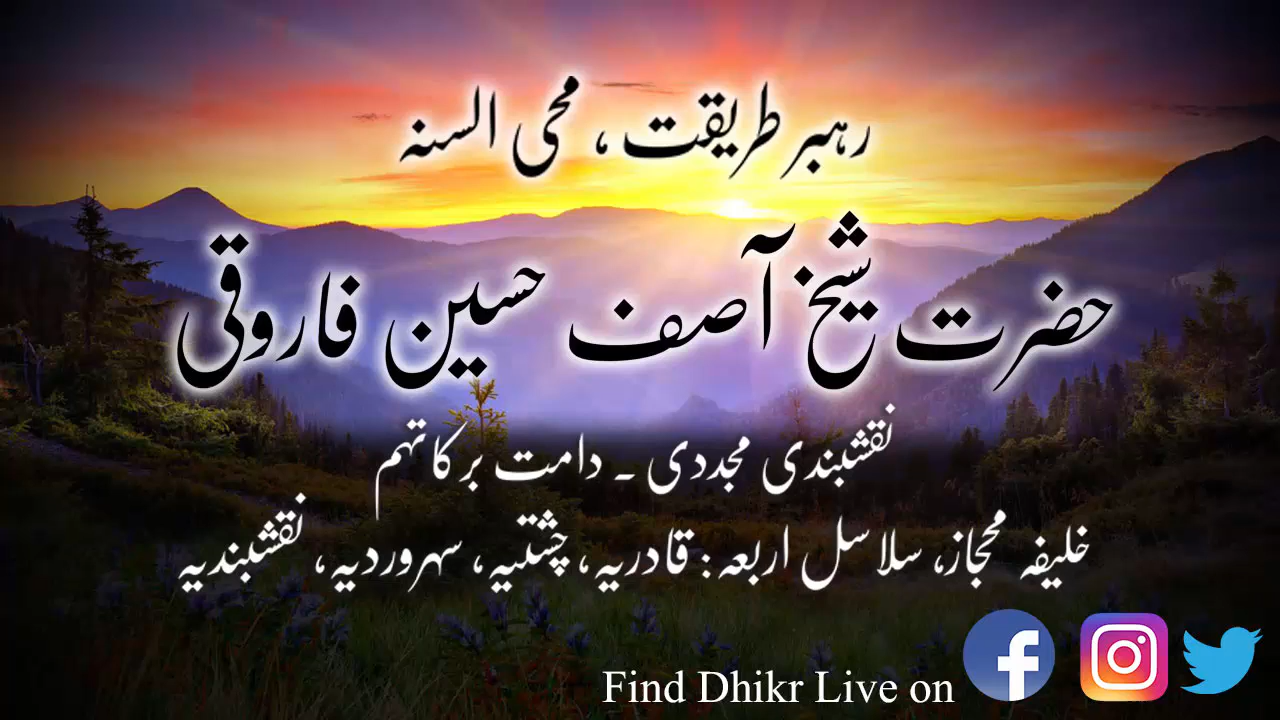 رہبر طریقت ، محی السنہ
حضرت شیخ آصف حسین فاروقی
نقشبندی مجددی ۔ دامت برکاتہم
خلیفہ مجاز، سلاسل اربعہ: قادریہ، چشتیہ، سہروردیہ، نقشبندیہ
Find Dhikr Live on